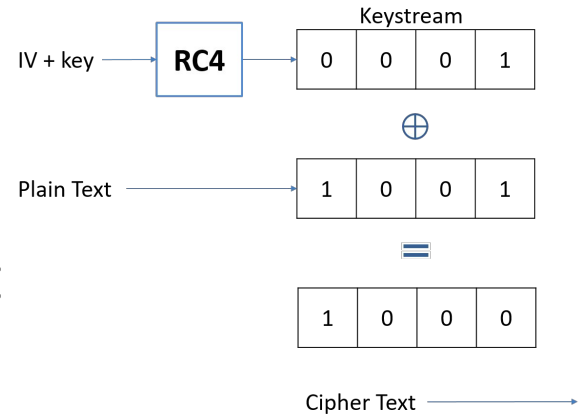 Keystream
IV + key RC4 0 0 0 1
⊕
Plain Text 1 0 0 1
=
1 0 0 0
Cipher Text